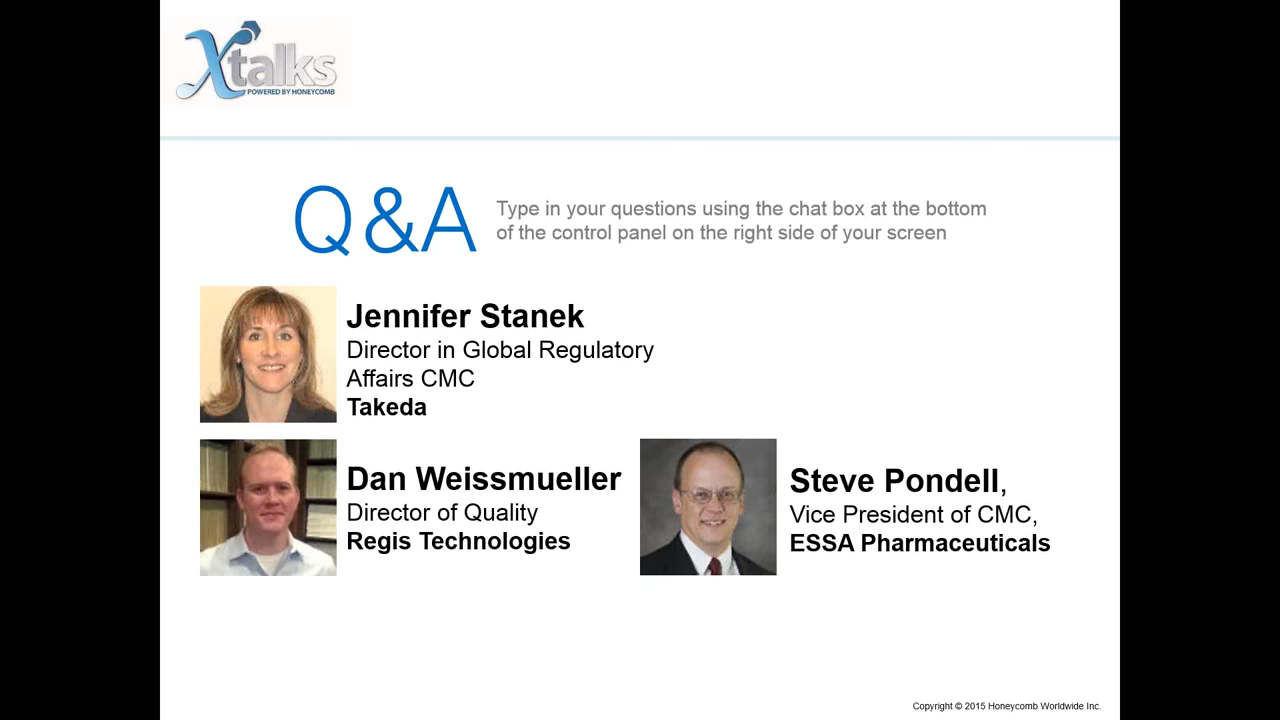 Xtalks
POWERED BY HONEYCOMB
Q&A
Type in your questions using the chat box at the bottom
of the control panel on the right side of your screen
Jennifer Stanek
Director in Global Regulatory
Affairs CMC
Takeda
Dan Weissmueller
Director of Quality
Regis Technologies
Steve Pondell,
Vice President of CMC,
ESSA Pharmaceuticals
Copyright © 2015 Honeycomb Worldwide Inc.